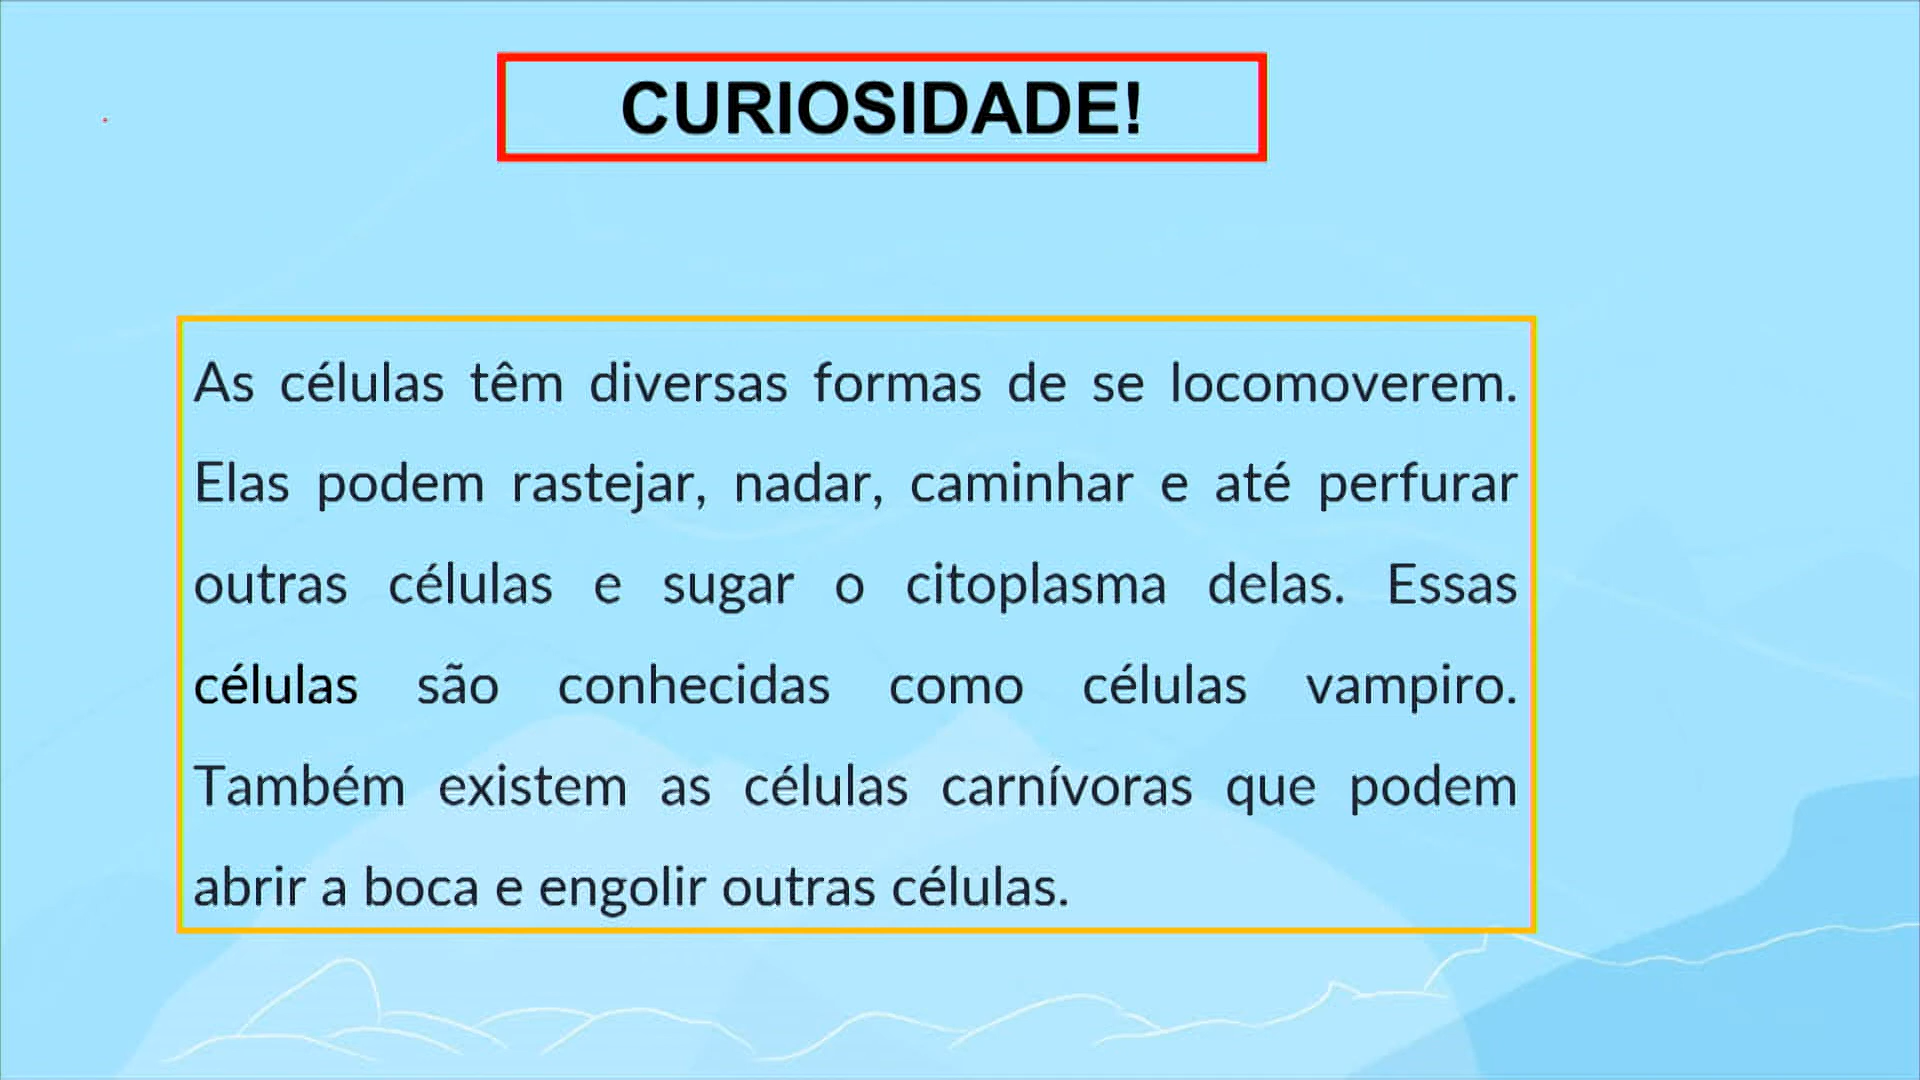 CURIOSIDADE!
As células têm diversas formas de se locomoverem.
Elas podem rastejar, nadar, caminhar e até perfurar
outras células e sugar o citoplasma delas. Essas
células são conhecidas como células vampiro.
Também existem as células carnívoras que podem
abrir a boca e engolir outras células.